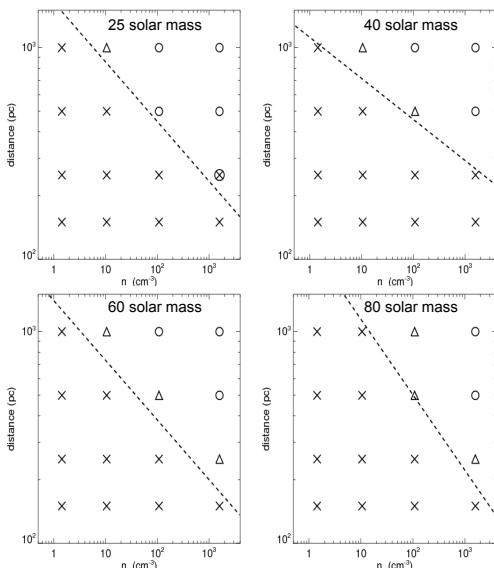 25 solar mass
10³
distance (pc)
10²
1 10 10² 10³
n (cm⁻³)
40 solar mass
10³
distance (pc)
10²
1 10 10² 10³
n (cm⁻³)
60 solar mass
10³
distance (pc)
10²
1 10 10² 10³
n (cm⁻³)
80 solar mass
10³
distance (pc)
10²
1 10 10² 10³
n (cm⁻³)